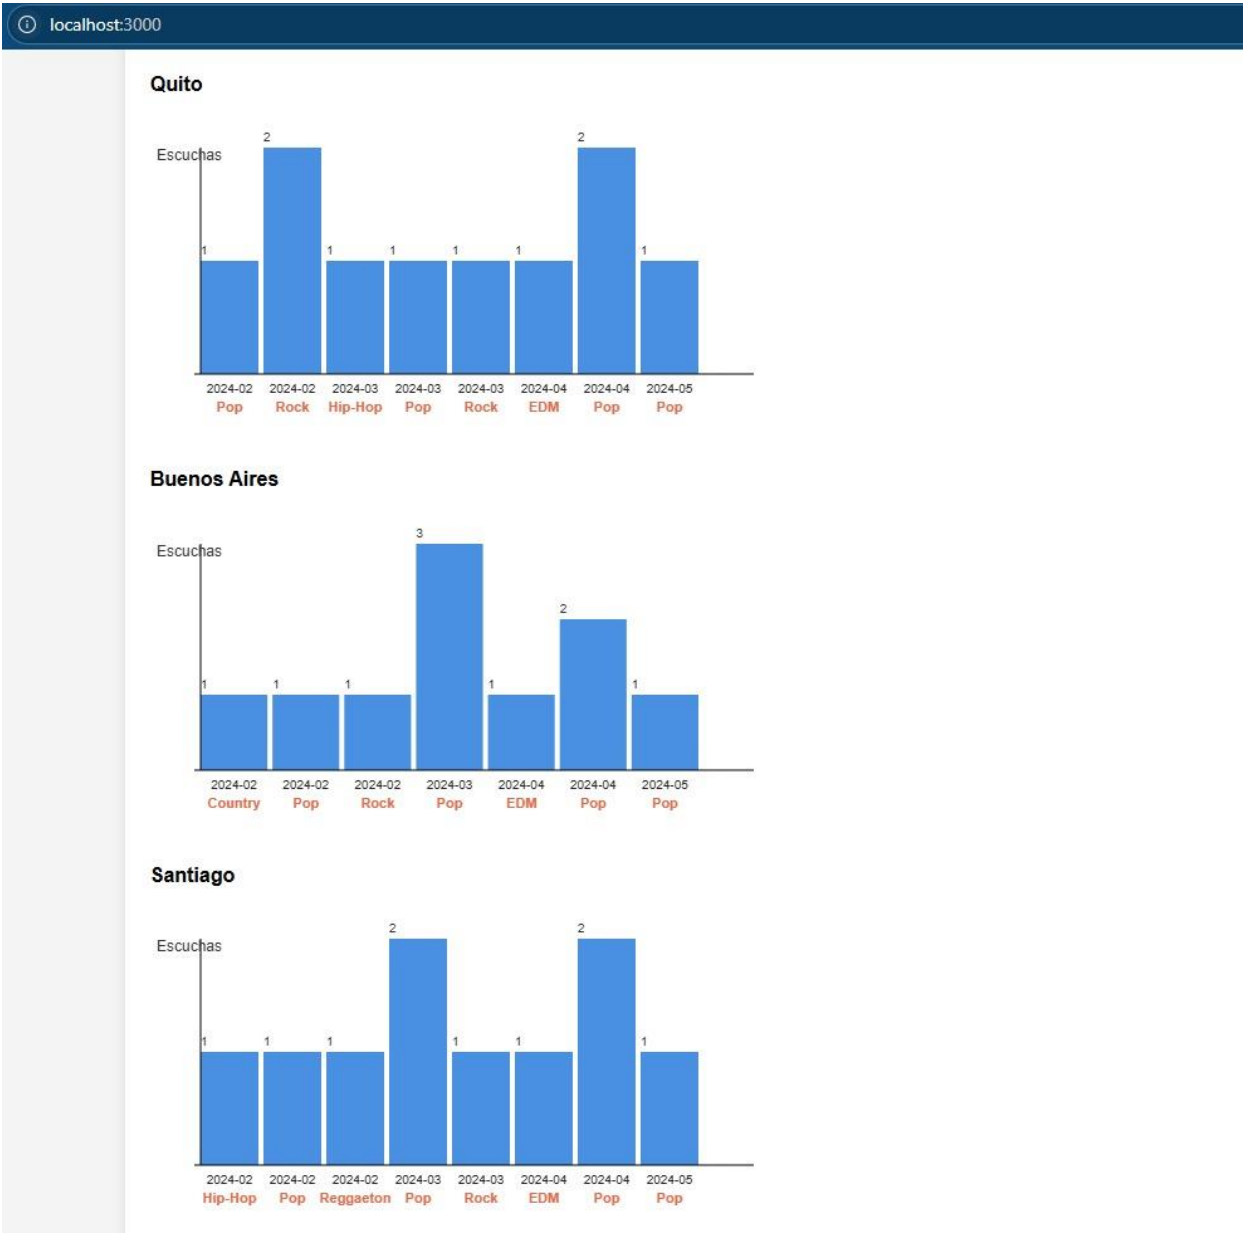 localhost:3000
Quito
2 2
Escuchas
1 1 1 1 1 1
2024-02 2024-02 2024-03 2024-03 2024-03 2024-04 2024-04 2024-05
Pop Rock Hip-Hop Pop Rock EDM Pop Pop
Buenos Aires
3
Escuchas
2
1 1 1 1 1
2024-02 2024-02 2024-02 2024-03 2024-04 2024-04 2024-05
Country Pop Rock Pop EDM Pop Pop
Santiago
2 2
Escuchas
1 1 1 1 1 1
2024-02 2024-02 2024-02 2024-03 2024-03 2024-04 2024-04 2024-05
Hip-Hop Pop Reggaeton Pop Rock EDM Pop Pop